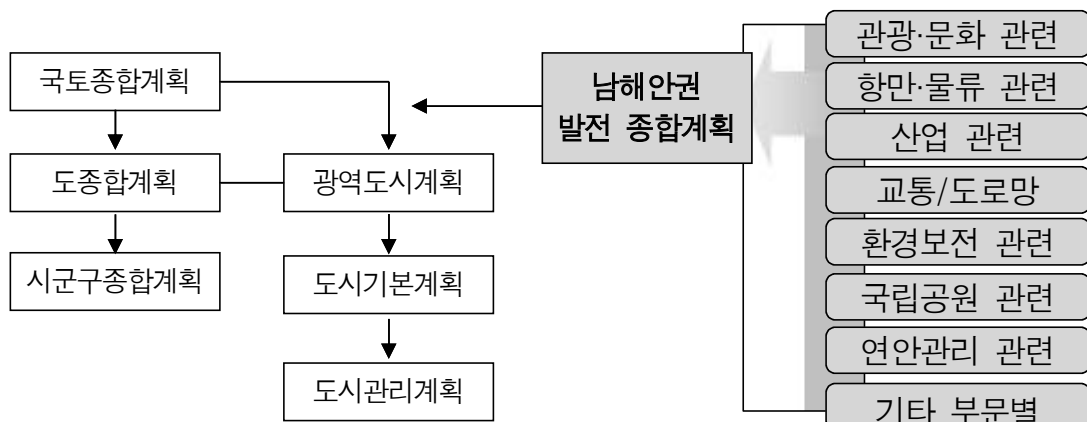 국토종합계획
도종합계획
시군구종합계획
광역도시계획
도시기본계획
도시관리계획
남해안권
발전 종합계획
관광·문화 관련
항만·물류 관련
산업 관련
교통/도로망
환경보전 관련
국립공원 관련
연안관리 관련
기타 부문별